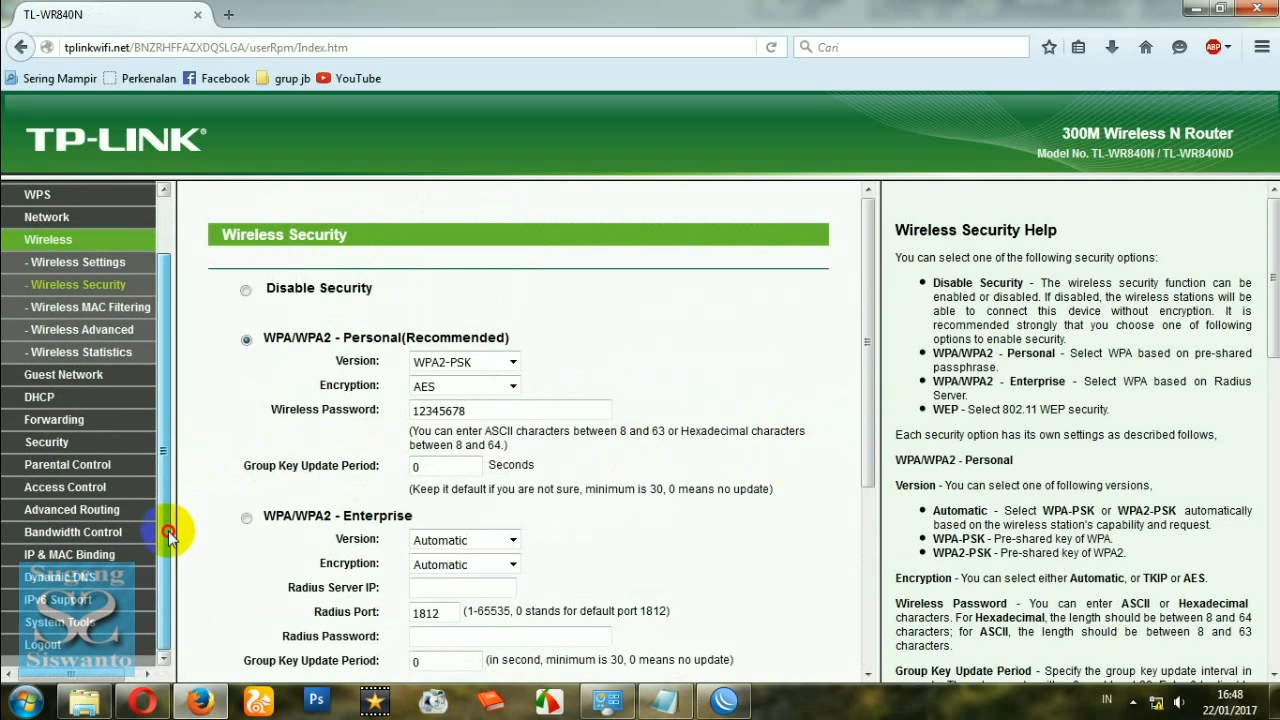 TL-WR840N
tplinkwifi.net/BNZRHFFAZXDQSLGA/userRpm/Index.htm
Cari
ABP
Sering Mampir
Perkenalan
Facebook
grup jb
YouTube
TP-LINK®
300M Wireless N Router
Model No. TL-WR840N / TL-WR840ND
WPS
Network
Wireless
- Wireless Settings
- Wireless Security
- Wireless MAC Filtering
- Wireless Advanced
- Wireless Statistics
Guest Network
DHCP
Forwarding
Security
Parental Control
Access Control
Advanced Routing
Bandwidth Control
IP & MAC Binding
Dynamic DNS
IPv6 Support
System Tools
Logout
Sugeng
SS
Siswanto
Wireless Security
Disable Security
WPA/WPA2 - Personal(Recommended)
Version: WPA2-PSK
Encryption: AES
Wireless Password: 12345678
(You can enter ASCII characters between 8 and 63 or Hexadecimal characters
between 8 and 64.)
Group Key Update Period: 0 Seconds
(Keep it default if you are not sure, minimum is 30, 0 means no update)
WPA/WPA2 - Enterprise
Version: Automatic
Encryption: Automatic
Radius Server IP:
Radius Port: 1812 (1-65535, 0 stands for default port 1812)
Radius Password:
Group Key Update Period: 0 (in second, minimum is 30, 0 means no update)
Wireless Security Help
You can select one of the following security options:
Disable Security - The wireless security function can be
enabled or disabled. If disabled, the wireless stations will be
able to connect this device without encryption. It is
recommended strongly that you choose one of following
options to enable security.
WPA/WPA2 - Personal - Select WPA based on pre-shared
passphrase.
WPA/WPA2 - Enterprise - Select WPA based on Radius
Server.
WEP - Select 802.11 WEP security.
Each security option has its own settings as described follows,
WPA/WPA2 - Personal
Version - You can select one of following versions,
Automatic - Select WPA-PSK or WPA2-PSK automatically
based on the wireless station's capability and request.
WPA-PSK - Pre-shared key of WPA.
WPA2-PSK - Pre-shared key of WPA2.
Encryption - You can select either Automatic, or TKIP or AES.
Wireless Password - You can enter ASCII or Hexadecimal
characters. For Hexadecimal, the length should be between 8 and 64
characters; for ASCII, the length should be between 8 and 63
characters.
Group Key Update Period - Specify the group key update interval in
Ps
IN
16:48
22/01/2017